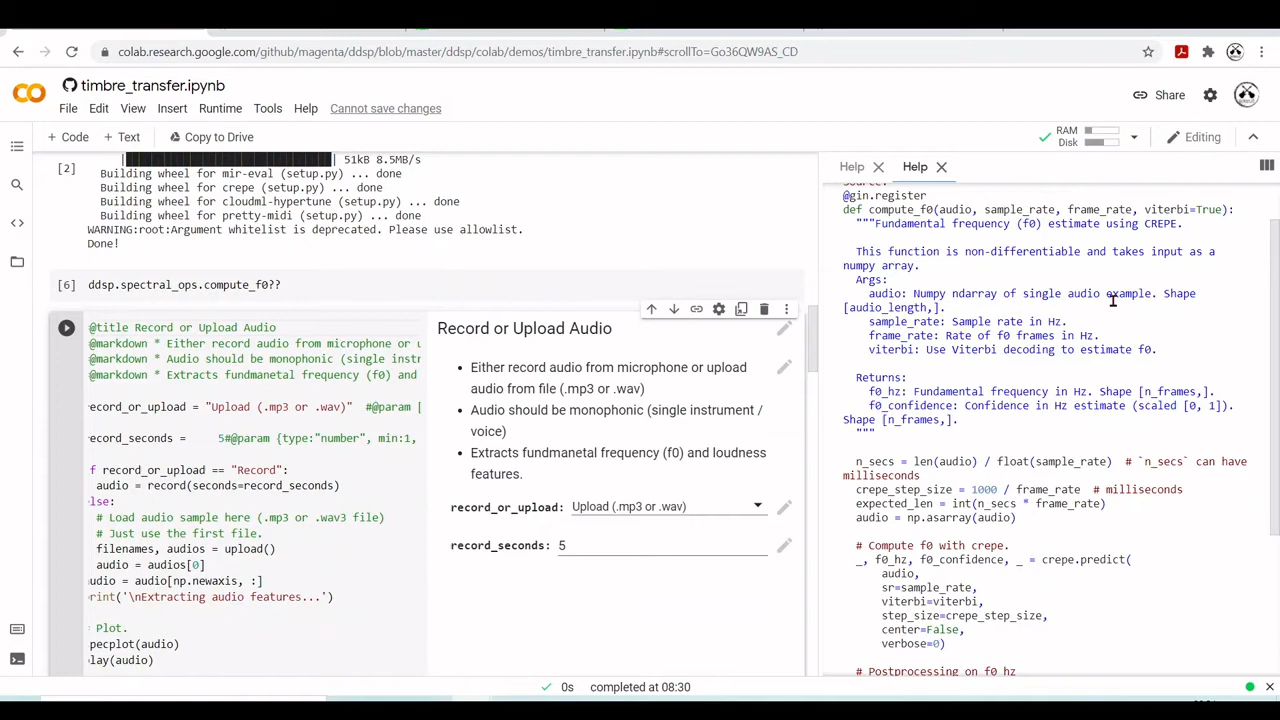 colab.research.google.com/github/magenta/ddsp/blob/master/ddsp/colab/demos/timbre_transfer.ipynb#scrollTo=Go36QW9AS_CD
timbre_transfer.ipynb
Share
File Edit View Insert Runtime Tools Help Cannot save changes
+ Code + Text Copy to Drive
RAM
Disk
Editing
[2]
51kB 8.5MB/s
Building wheel for mir-eval (setup.py) ... done
Building wheel for crepe (setup.py) ... done
Building wheel for cloudml-hypertune (setup.py) ... done
Building wheel for pretty-midi (setup.py) ... done
WARNING:root:Argument whitelist is deprecated. Please use allowlist.
Done!
[6] ddsp.spectral_ops.compute_f0??
@title Record or Upload Audio
@markdown * Either record audio from microphone or u
@markdown * Audio should be monophonic (single instr
@markdown * Extracts fundmanetal frequency (f0) and
ecord_or_upload = "Upload (.mp3 or .wav)" #@param [
ecord_seconds = 5#@param {type:"number", min:1,
f record_or_upload == "Record":
audio = record(seconds=record_seconds)
lse:
# Load audio sample here (.mp3 or .wav3 file)
# Just use the first file.
filenames, audios = upload()
audio = audios[0]
udio = audio[np.newaxis, :]
rint('\nExtracting audio features...')
Plot.
pecplot(audio)
lay(audio)
Record or Upload Audio
• Either record audio from microphone or upload
audio from file (.mp3 or .wav)
• Audio should be monophonic (single instrument /
voice)
• Extracts fundmanetal frequency (f0) and loudness
features.
record_or_upload: Upload (.mp3 or .wav)
record_seconds: 5
Help Help
Source:
@gin.register
def compute_f0(audio, sample_rate, frame_rate, viterbi=True):
"""Fundamental frequency (f0) estimate using CREPE.
This function is non-differentiable and takes input as a
numpy array.
Args:
audio: Numpy ndarray of single audio example. Shape
[audio_length,].
sample_rate: Sample rate in Hz.
frame_rate: Rate of f0 frames in Hz.
viterbi: Use Viterbi decoding to estimate f0.
Returns:
f0_hz: Fundamental frequency in Hz. Shape [n_frames,].
f0_confidence: Confidence in Hz estimate (scaled [0, 1]).
Shape [n_frames,].
"""
n_secs = len(audio) / float(sample_rate) # `n_secs` can have
milliseconds
crepe_step_size = 1000 / frame_rate # milliseconds
expected_len = int(n_secs * frame_rate)
audio = np.asarray(audio)
# Compute f0 with crepe.
_, f0_hz, f0_confidence, _ = crepe.predict(
audio,
sr=sample_rate,
viterbi=viterbi,
step_size=crepe_step_size,
center=False,
verbose=0)
# Postprocessing on f0_hz
0s completed at 08:30